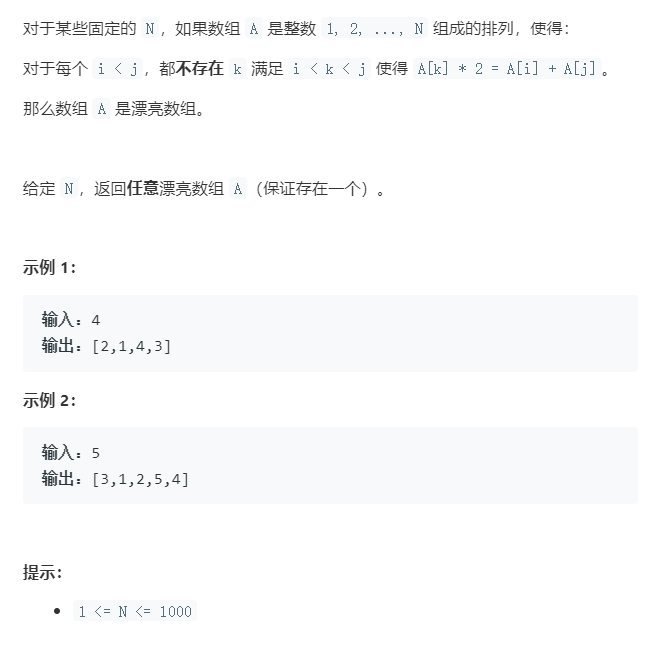 对于某些固定的 N，如果数组 A 是整数 1, 2, ..., N 组成的排列，使得：
对于每个 i < j，都不存在 k 满足 i < k < j 使得 A[k] * 2 = A[i] + A[j]。
那么数组 A 是漂亮数组。
给定 N，返回任意漂亮数组 A（保证存在一个）。
示例 1：
输入：4
输出：[2,1,4,3]
示例 2：
输入：5
输出：[3,1,2,5,4]
提示：
• 1 <= N <= 1000